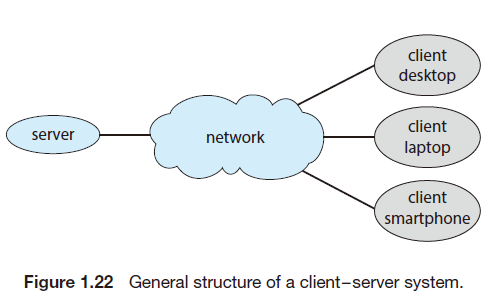 client
desktop
server
network
client
laptop
client
smartphone
Figure 1.22 General structure of a client–server system.